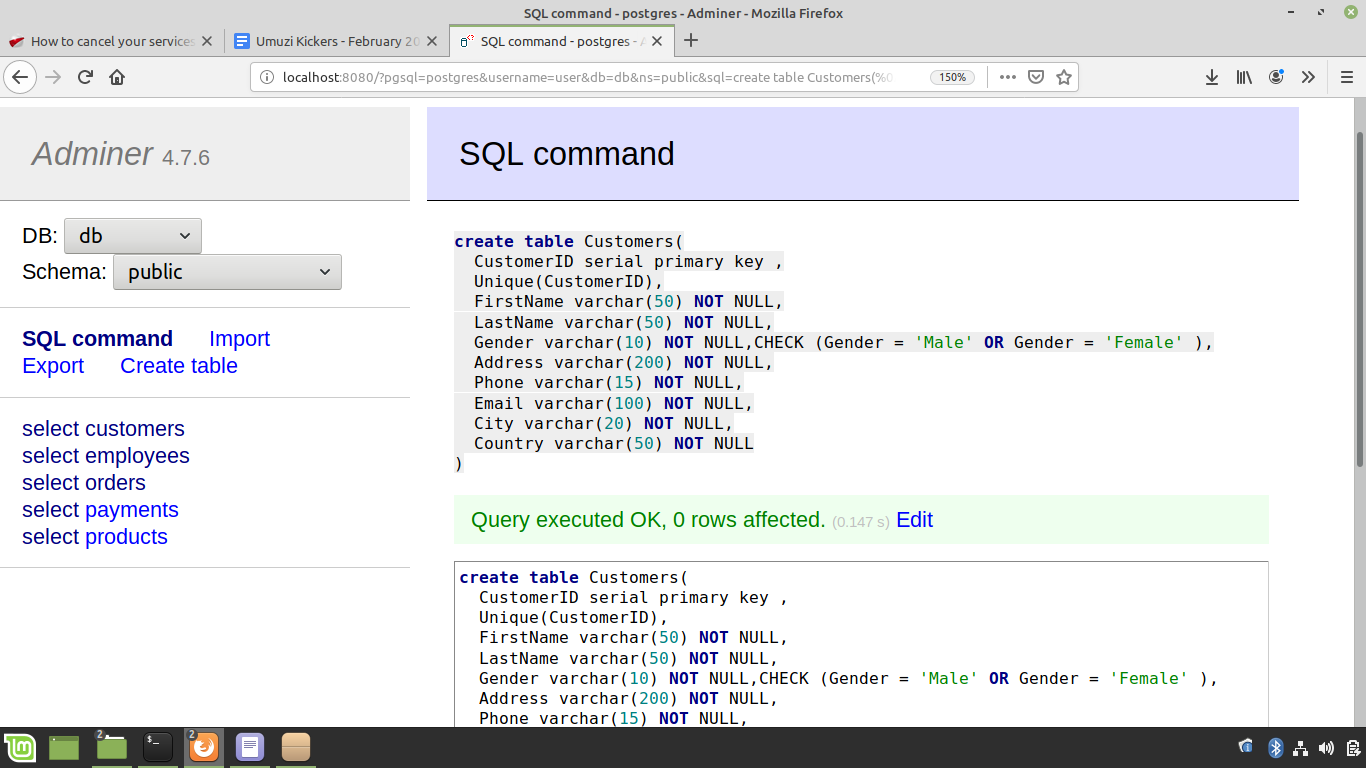 SQL command - postgres - Adminer - Mozilla Firefox
How to cancel your services
Umuzi Kickers - February 20
SQL command - postgres - A
localhost:8080/?pgsql=postgres&username=user&db=db&ns=public&sql=create table Customers(%0
150%
Adminer 4.7.6
SQL command
DB: db
Schema: public
SQL command Import
Export Create table
select customers
select employees
select orders
select payments
select products
create table Customers(
CustomerID serial primary key ,
Unique(CustomerID),
FirstName varchar(50) NOT NULL,
LastName varchar(50) NOT NULL,
Gender varchar(10) NOT NULL,CHECK (Gender = 'Male' OR Gender = 'Female' ),
Address varchar(200) NOT NULL,
Phone varchar(15) NOT NULL,
Email varchar(100) NOT NULL,
City varchar(20) NOT NULL,
Country varchar(50) NOT NULL
)
Query executed OK, 0 rows affected. (0.147 s) Edit
create table Customers(
CustomerID serial primary key ,
Unique(CustomerID),
FirstName varchar(50) NOT NULL,
LastName varchar(50) NOT NULL,
Gender varchar(10) NOT NULL,CHECK (Gender = 'Male' OR Gender = 'Female' ),
Address varchar(200) NOT NULL,
Phone varchar(15) NOT NULL,
2
$_
2